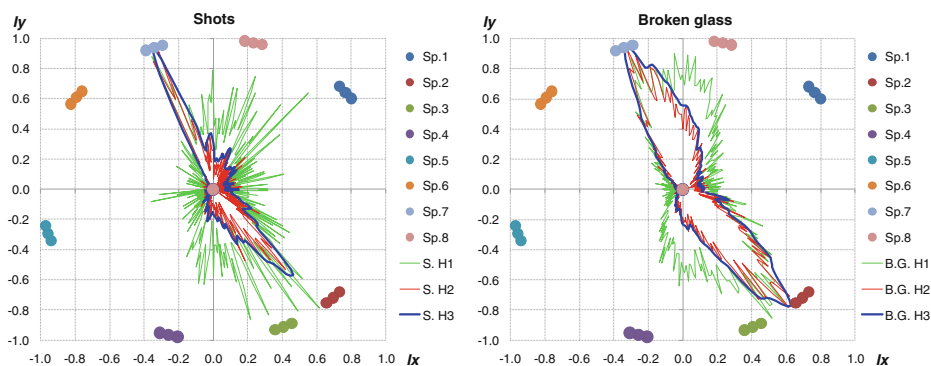 Shots
Iy
1.0
0.8
0.6
0.4
0.2
0.0
-0.2
-0.4
-0.6
-0.8
-1.0
-1.0 -0.8 -0.6 -0.4 -0.2 0.0 0.2 0.4 0.6 0.8 1.0
Ix
Sp.1
Sp.2
Sp.3
Sp.4
Sp.5
Sp.6
Sp.7
Sp.8
S. H1
S. H2
S. H3
Broken glass
Iy
1.0
0.8
0.6
0.4
0.2
0.0
-0.2
-0.4
-0.6
-0.8
-1.0
-1.0 -0.8 -0.6 -0.4 -0.2 0.0 0.2 0.4 0.6 0.8 1.0
Ix
Sp.1
Sp.2
Sp.3
Sp.4
Sp.5
Sp.6
Sp.7
Sp.8
B.G. H1
B.G. H2
B.G. H3